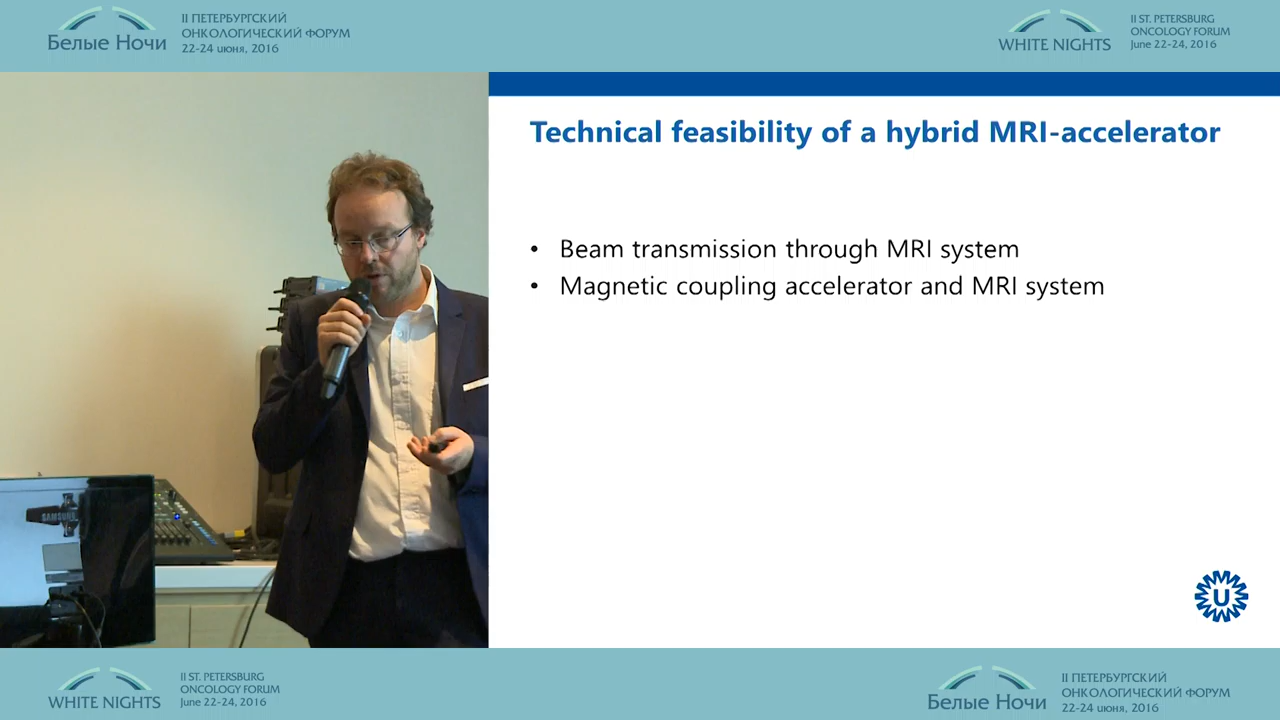 II ПЕТЕРБУРГСКИЙ
ОНКОЛОГИЧЕСКИЙ ФОРУМ
Белые Ночи
22-24 июня, 2016
II ST. PETERSBURG
ONCOLOGY FORUM
WHITE NIGHTS
June 22-24, 2016
Technical feasibility of a hybrid MRI-accelerator
• Beam transmission through MRI system
• Magnetic coupling accelerator and MRI system
SAMSUNG
U
II ST. PETERSBURG
ONCOLOGY FORUM
WHITE NIGHTS
June 22-24, 2016
II ПЕТЕРБУРГСКИЙ
ОНКОЛОГИЧЕСКИЙ ФОРУМ
Белые Ночи
22-24 июня, 2016